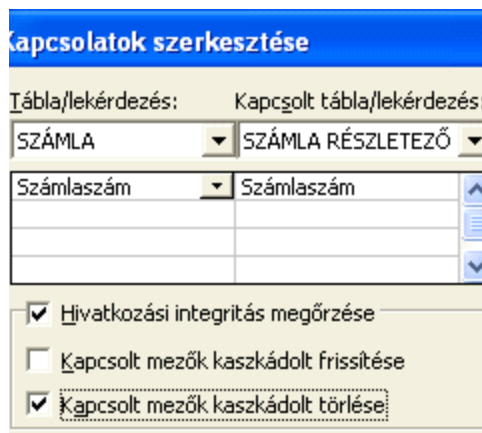 Kapcsolatok szerkesztése
Tábla/lekérdezés: Kapcsolt tábla/lekérdezés:
SZÁMLA SZÁMLA RÉSZLETEZŐ
Számlaszám Számlaszám
Hivatkozási integritás megőrzése
Kapcsolt mezők kaszkádolt frissítése
Kapcsolt mezők kaszkádolt törlése